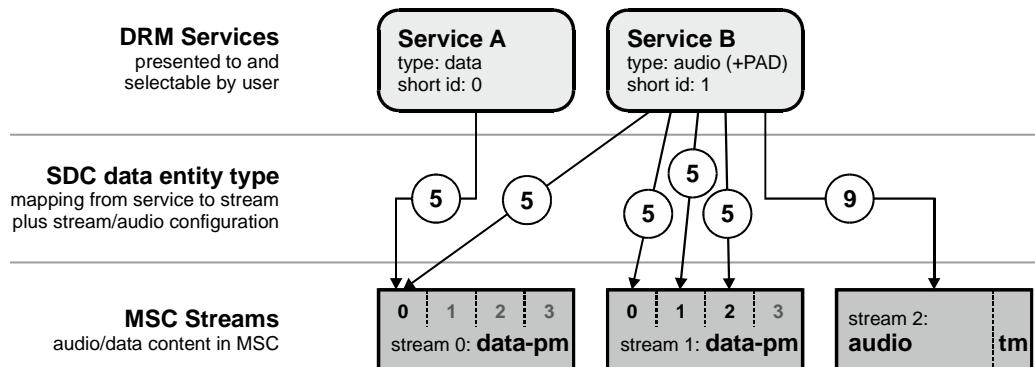 DRM Services
presented to and
selectable by user
Service A
type: data
short id: 0
Service B
type: audio (+PAD)
short id: 1
SDC data entity type
mapping from service to stream
plus stream/audio configuration
5
5
5
5
5
9
MSC Streams
audio/data content in MSC
0 1 2 3
stream 0: data-pm
0 1 2 3
stream 1: data-pm
stream 2:
audio
tm